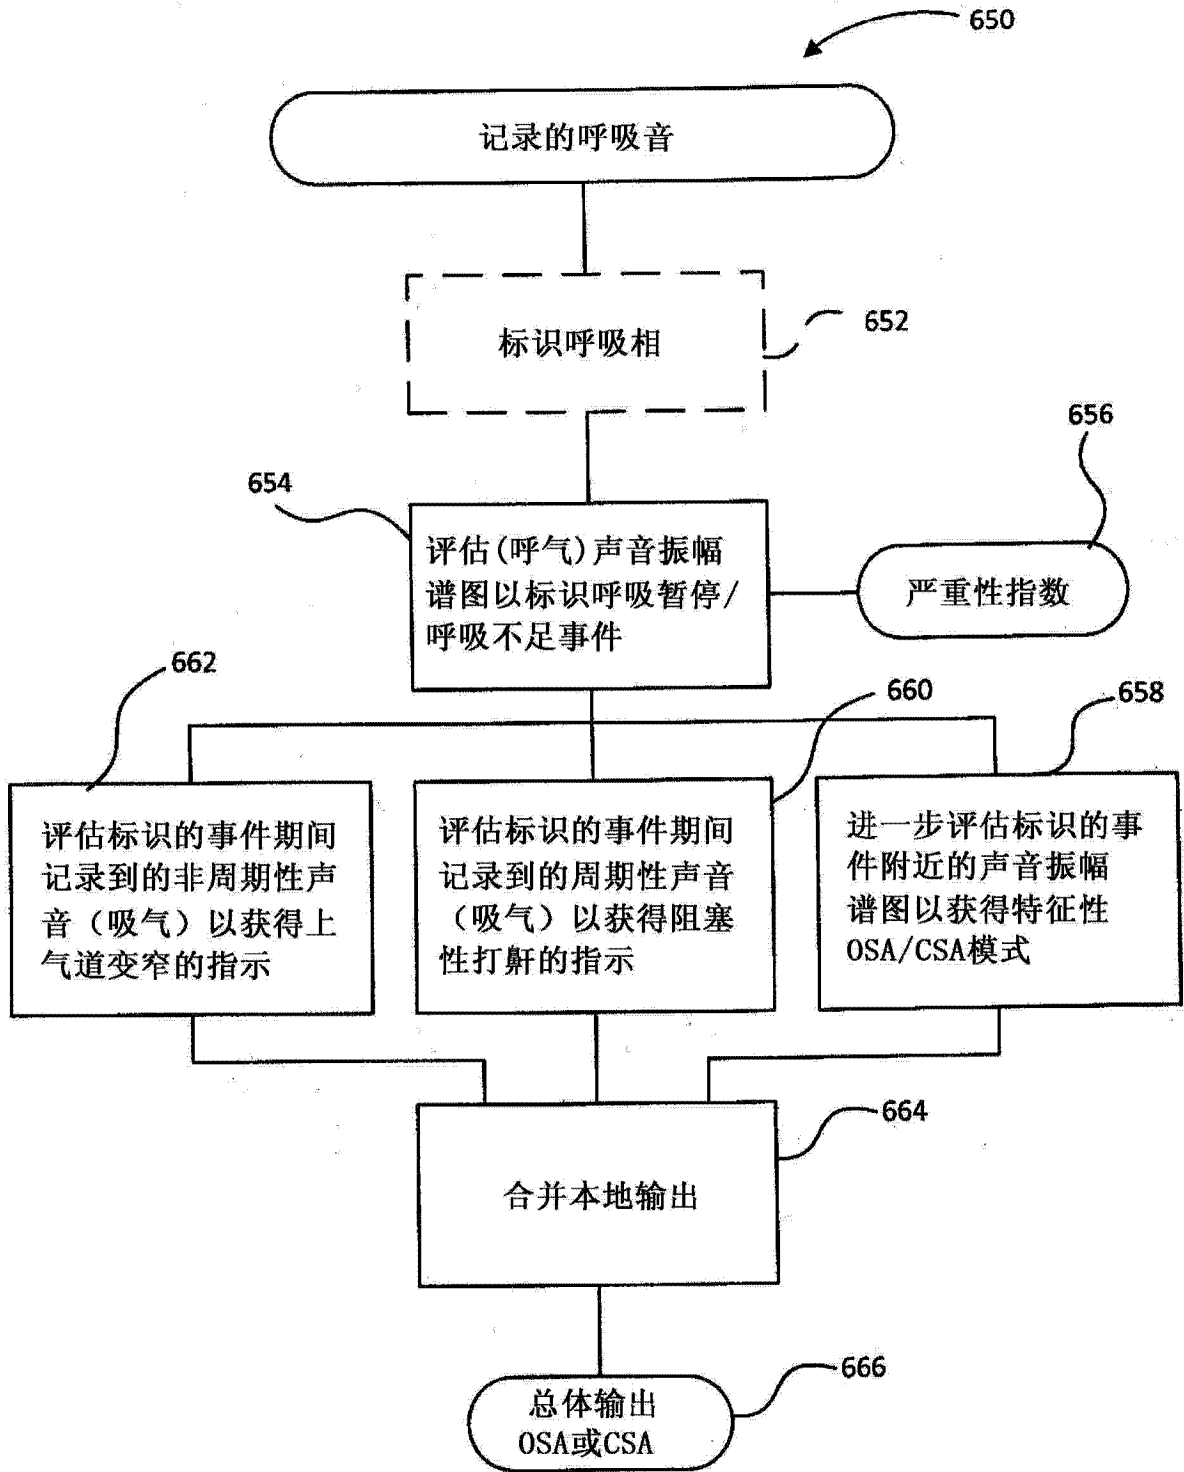 650
记录的呼吸音
标识呼吸相
652
656
654
评估(呼气)声音振幅
谱图以标识呼吸暂停/
呼吸不足事件
严重性指数
662
660
658
评估标识的事件期间
记录到的非周期性声
音（吸气）以获得上
气道变窄的指示
评估标识的事件期间
记录到的周期性声音
（吸气）以获得阻塞
性打鼾的指示
进一步评估标识的事
件附近的声音振幅
谱图以获得特征性
OSA/CSA模式
664
合并本地输出
666
总体输出
OSA或CSA